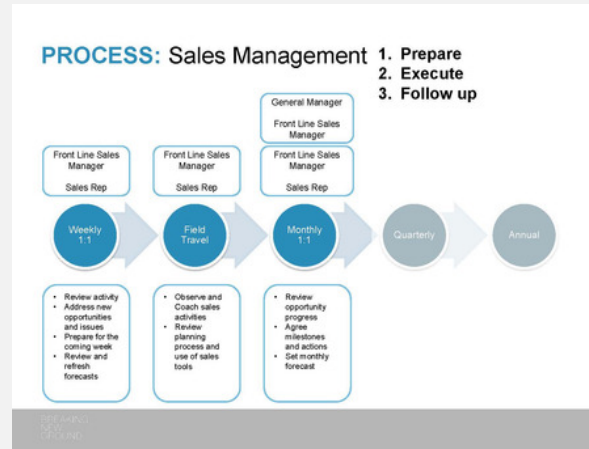 PROCESS: Sales Management
1. Prepare
2. Execute
3. Follow up
General Manager
Front Line Sales
Manager
Front Line Sales
Manager
Sales Rep
Front Line Sales
Manager
Sales Rep
Front Line Sales
Manager
Sales Rep
Weekly
1:1
Field
Travel
Monthly
1:1
Quarterly
Annual
• Review activity
• Address new
opportunities
and issues
• Prepare for the
coming week
• Review and
refresh
forecasts
• Observe and
Coach sales
activities
• Review
planning
process and
use of sales
tools
• Review
opportunity
progress
• Agree
milestones
and actions
• Set monthly
forecast
BREAKING
NEW
GROUND